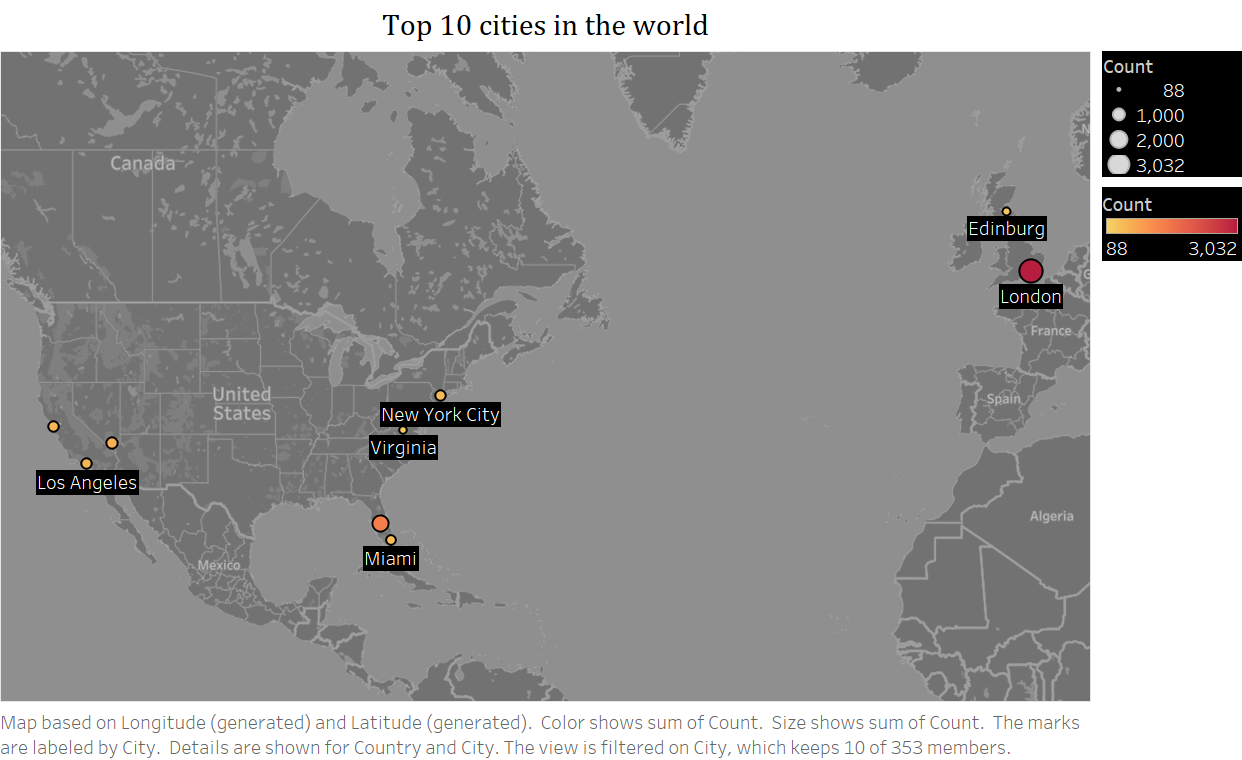 Top 10 cities in the world
Count
88
1,000
2,000
3,032
Count
88 3,032
Canada
Edinburg
London
France
United
States
Spain
New York City
Virginia
Los Angeles
Algeria
Miami
Mexico
Map based on Longitude (generated) and Latitude (generated).  Color shows sum of Count.  Size shows sum of Count.  The marks
are labeled by City.  Details are shown for Country and City. The view is filtered on City, which keeps 10 of 353 members.